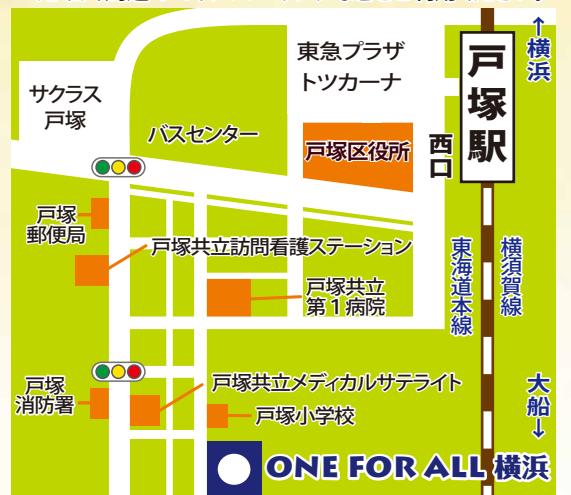 ↑横浜
東急プラザ
トツカーナ
戸塚駅
サクラス
戸塚
バスセンター
戸塚区役所
西口
戸塚
郵便局
戸塚共立訪問看護ステーション
東海道本線
横須賀線
戸塚共立
第1病院
戸塚
消防署
戸塚共立メディカルサテライト
大船↓
戸塚小学校
ONE FOR ALL 横浜